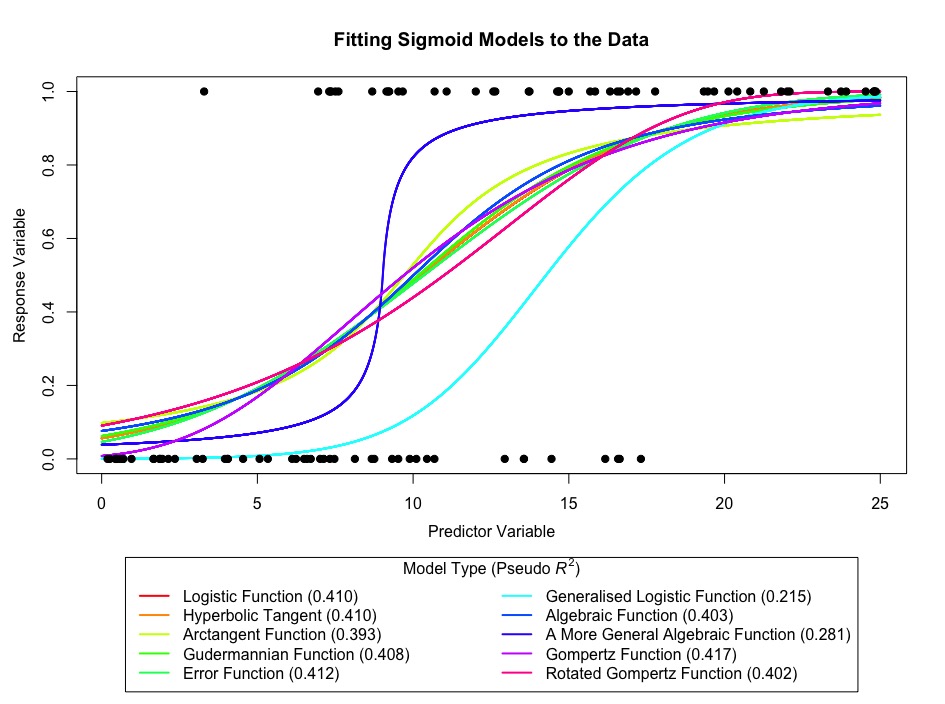 Fitting Sigmoid Models to the Data
Response Variable
1.0
0.8
0.6
0.4
0.2
0.0
0 5 10 15 20 25
Predictor Variable
Model Type (Pseudo R²)
Logistic Function (0.410)
Hyperbolic Tangent (0.410)
Arctangent Function (0.393)
Gudermannian Function (0.408)
Error Function (0.412)
Generalised Logistic Function (0.215)
Algebraic Function (0.403)
A More General Algebraic Function (0.281)
Gompertz Function (0.417)
Rotated Gompertz Function (0.402)